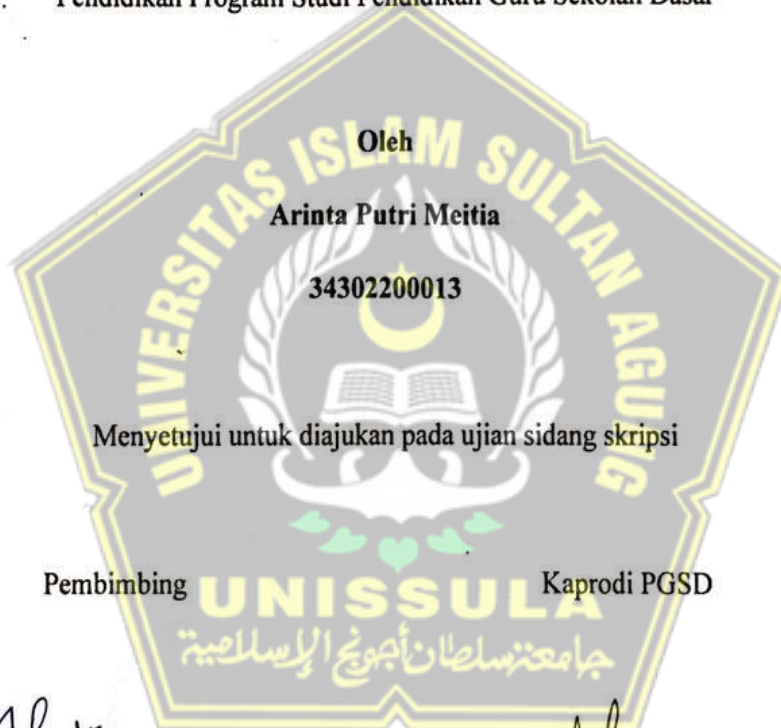 Pendidikan Program Studi Pendidikan Guru Sekolah Dasar
Oleh
Arinta Putri Meitia
34302200013
Menyetujui untuk diajukan pada ujian sidang skripsi
Pembimbing Kaprodi PGSD
UNIVERSITAS ISLAM SULTAN AGUNG
UNISSULA
جامعة سلطان أجونج الإسلامية